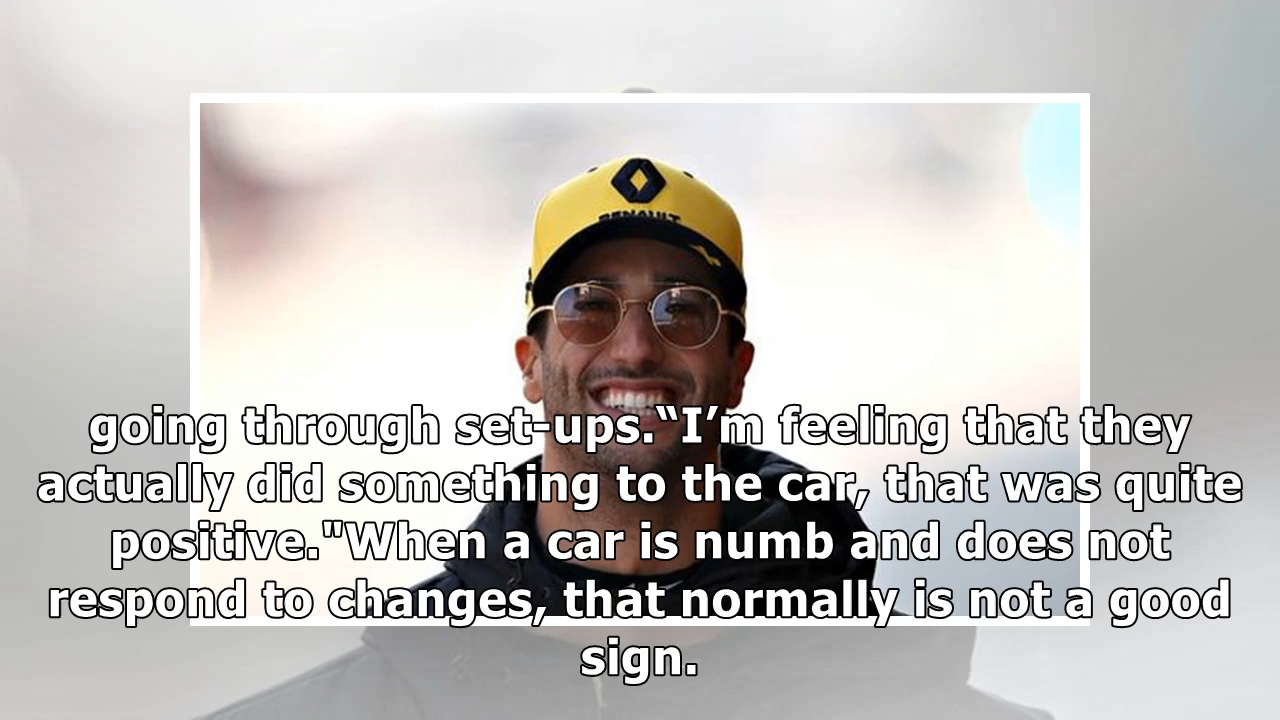 RENAULT
going through set-ups.“I’m feeling that they
actually did something to the car, that was quite
positive."When a car is numb and does not
respond to changes, that normally is not a good
sign.